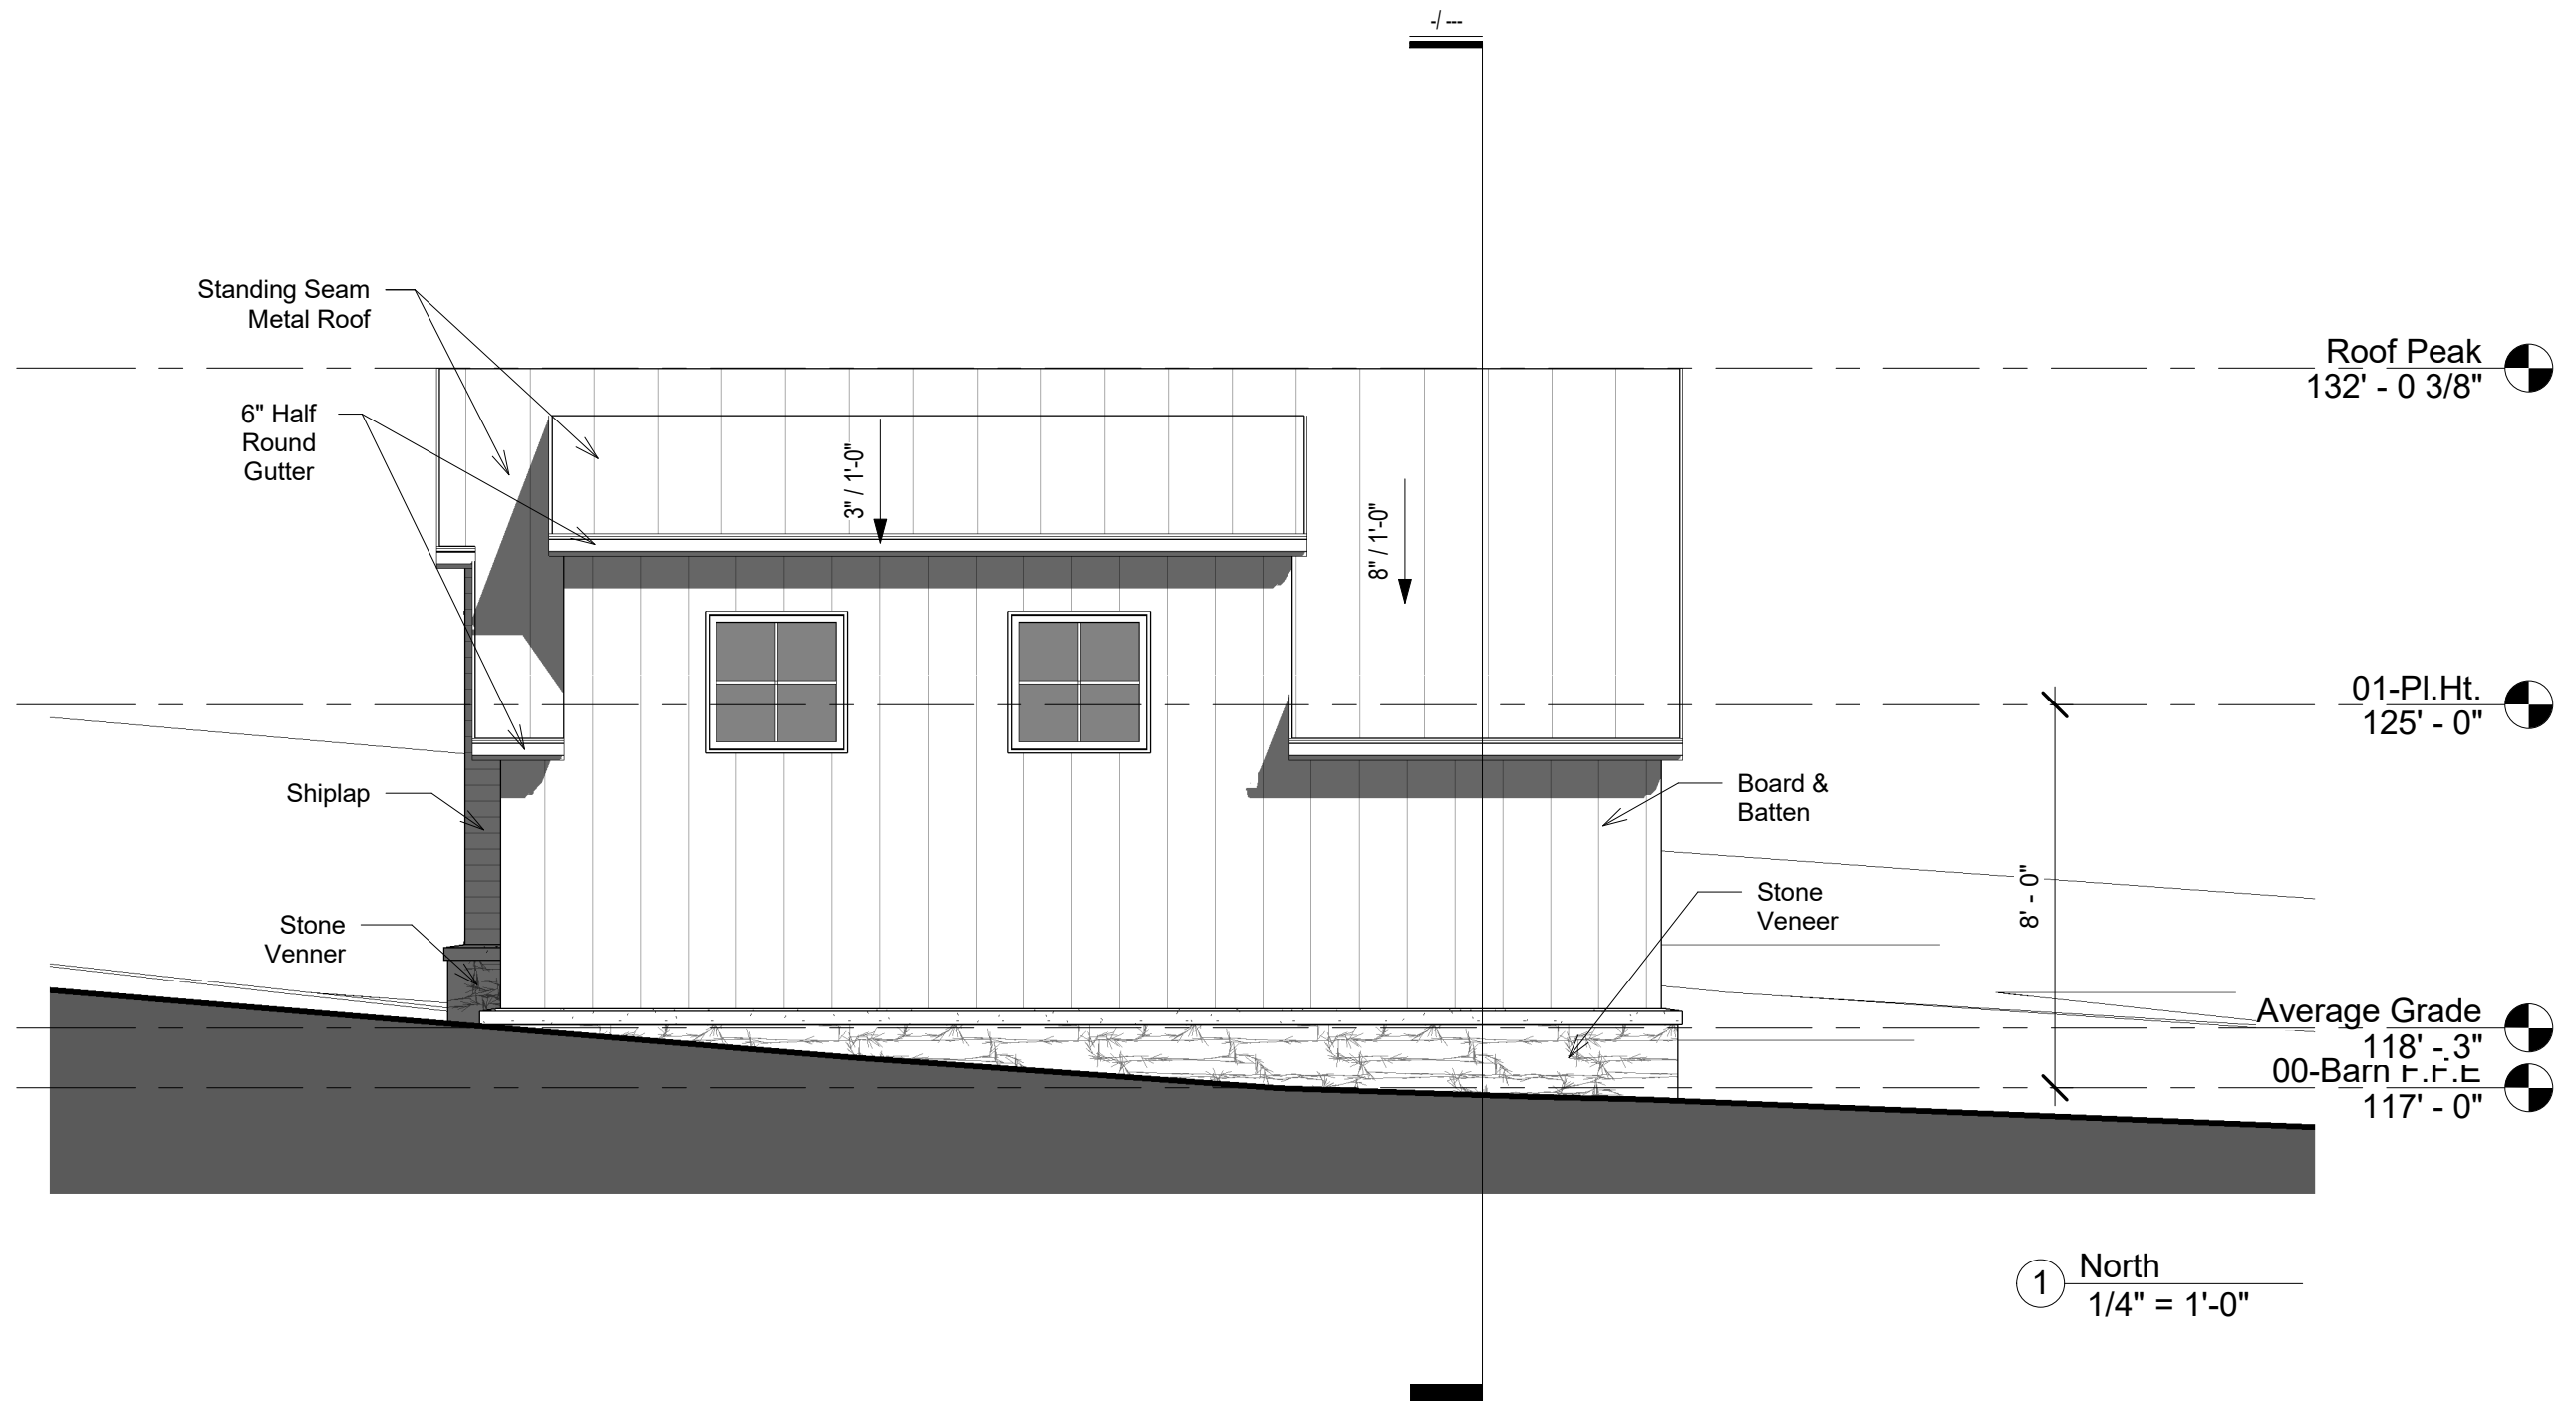 -/ ---
Standing Seam
Metal Roof
6" Half
Round
Gutter
3" / 1'-0"
8" / 1'-0"
Roof Peak
132' - 0 3/8"
01-Pl.Ht.
125' - 0"
Shiplap
Board &
Batten
Stone
Veneer
8' - 0"
Stone
Venner
Average Grade
118' - 3"
00-Barn F.F.E
117' - 0"
1
North
1/4" = 1'-0"